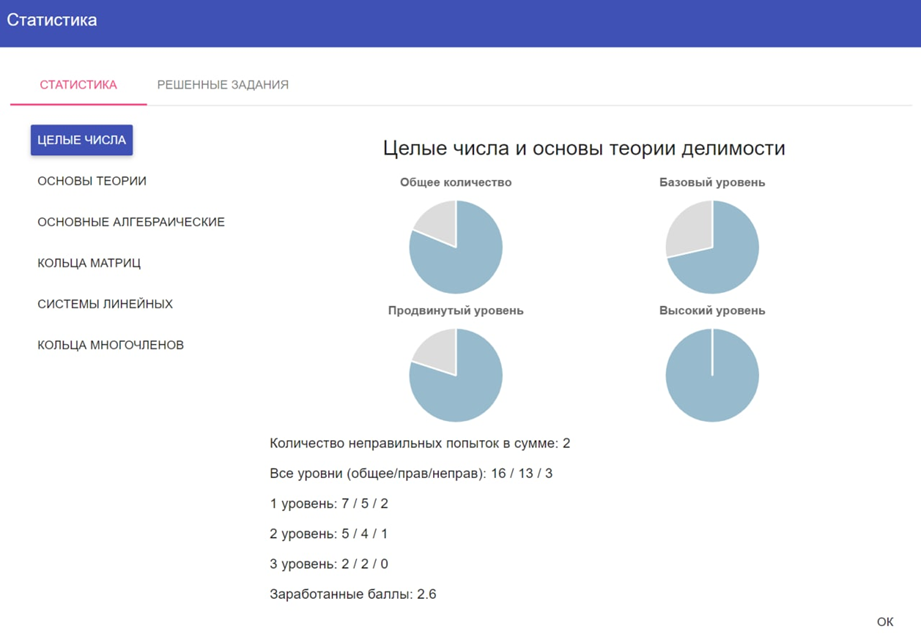 Статистика
СТАТИСТИКА РЕШЕННЫЕ ЗАДАНИЯ
ЦЕЛЫЕ ЧИСЛА
ОСНОВЫ ТЕОРИИ
ОСНОВНЫЕ АЛГЕБРАИЧЕСКИЕ
КОЛЬЦА МАТРИЦ
СИСТЕМЫ ЛИНЕЙНЫХ
КОЛЬЦА МНОГОЧЛЕНОВ
Целые числа и основы теории делимости
Общее количество Базовый уровень
Продвинутый уровень Высокий уровень
Количество неправильных попыток в сумме: 2
Все уровни (общее/прав/неправ): 16 / 13 / 3
1 уровень: 7 / 5 / 2
2 уровень: 5 / 4 / 1
3 уровень: 2 / 2 / 0
Заработанные баллы: 2.6
ОК